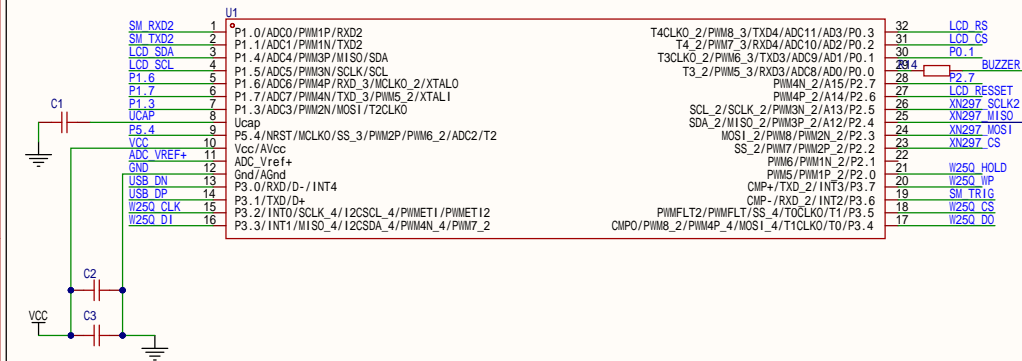 U1
SM_RXD2 1 P1.0/ADC0/PWM1P/RXD2 T4CLKO_2/PWM8_3/TXD4/ADC11/AD3/P0.3 32 LCD_RS
SM_TXD2 2 P1.1/ADC1/PWM1N/TXD2 T4_2/PWM7_3/RXD4/ADC10/AD2/P0.2 31 LCD_CS
LCD_SDA 3 P1.4/ADC4/PWM3P/MISO/SDA T3CLKO_2/PWM6_3/TXD3/ADC9/AD1/P0.1 30 P0.1
LCD_SCL 4 P1.5/ADC5/PWM3N/SCLK/SCL T3_2/PWM5_3/RXD3/ADC8/AD0/P0.0 29 BUZZER
P1.6 5 P1.6/ADC6/PWM4P/RXD_3/MCLKO_2/XTALO PWM4N_2/A15/P2.7 28 P2.7
P1.7 6 P1.7/ADC7/PWM4N/TXD_3/PWM5_2/XTALI PWM4P_2/A14/P2.6 27 LCD_RESSET
P1.3 7 P1.3/ADC3/PWM2N/MOSI/T2CLKO SCL_2/SCLK_2/PWM3N_2/A13/P2.5 26 XN297_SCLK2
C1 UCAP 8 Ucap SDA_2/MISO_2/PWM3P_2/A12/P2.4 25 XN297_MISO
P5.4 9 P5.4/NRST/MCLKO/SS_3/PWM2P/PWM6_2/ADC2/T2 MOSI_2/PWM8/PWM2N_2/P2.3 24 XN297_MOSI
VCC 10 Vcc/AVcc SS_2/PWM7/PWM2P_2/P2.2 23 XN297_CS
ADC_VREF+ 11 ADC_Vref+ PWM6/PWM1N_2/P2.1 22
GND 12 Gnd/AGnd PWM5/PWM1P_2/P2.0 21 W25Q_HOLD
USB_DN 13 P3.0/RXD/D-/INT4 CMP+/TXD_2/INT3/P3.7 20 W25Q_WP
USB_DP 14 P3.1/TXD/D+ CMP-/RXD_2/INT2/P3.6 19 SM_TRIG
W25Q_CLK 15 P3.2/INT0/SCLK_4/I2CSCL_4/PWMETI/PWMETI2 PWMFLT2/PWMFLT/SS_4/T0CLKO/T1/P3.5 18 W25Q_CS
W25Q_DI 16 P3.3/INT1/MISO_4/I2CSDA_4/PWM4N_4/PWM7_2 CMPO/PWM8_2/PWM4P_4/MOSI_4/T1CLKO/T0/P3.4 17 W25Q_DO
C2
VCC C3